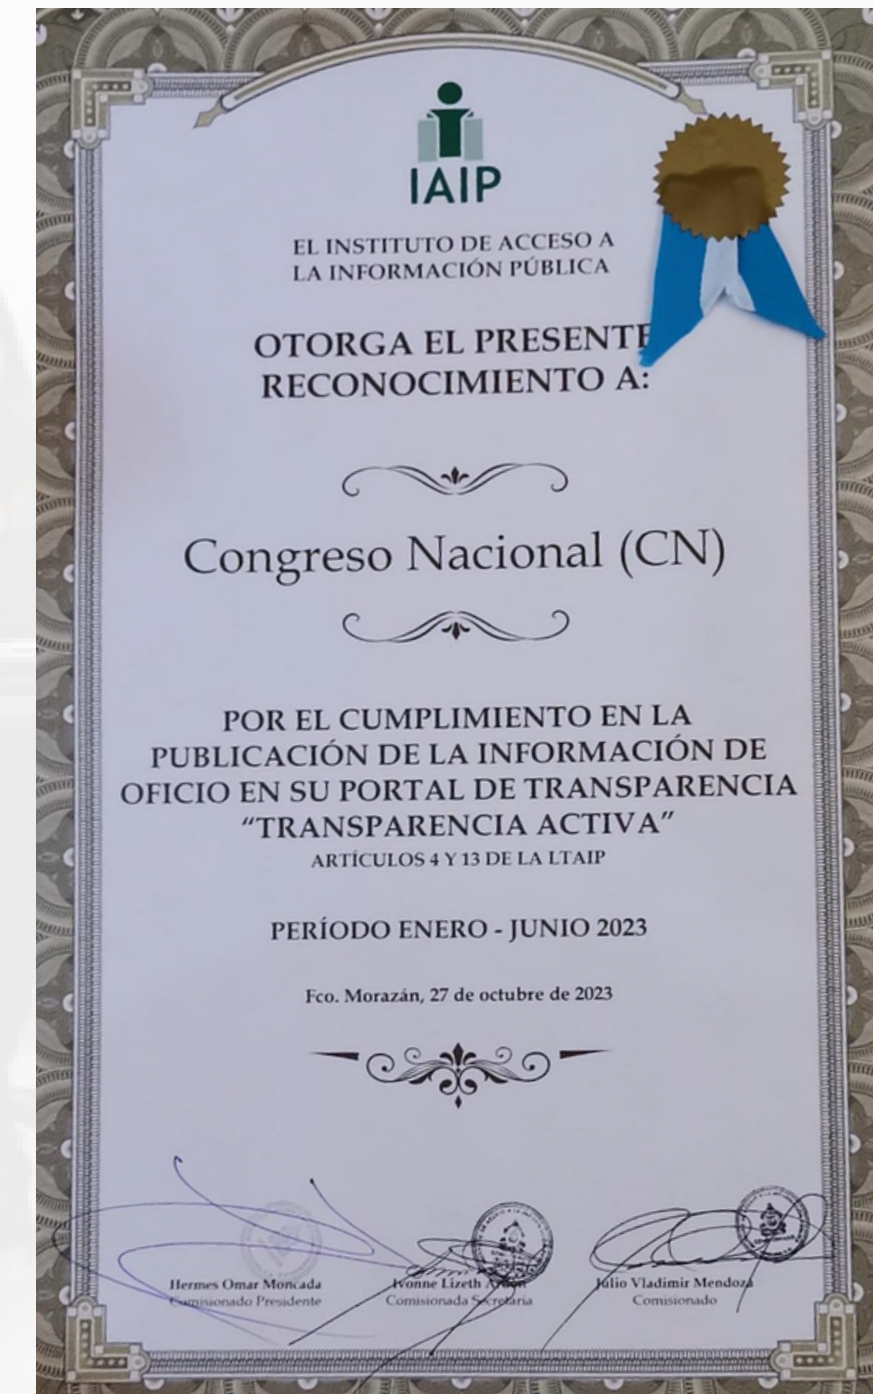 IAIP
EL INSTITUTO DE ACCESO A
LA INFORMACIÓN PÚBLICA
OTORGA EL PRESENTE
RECONOCIMIENTO A:
Congreso Nacional (CN)
POR EL CUMPLIMIENTO EN LA
PUBLICACIÓN DE LA INFORMACIÓN DE
OFICIO EN SU PORTAL DE TRANSPARENCIA
“TRANSPARENCIA ACTIVA”
ARTÍCULOS 4 Y 13 DE LA LTAIP
PERÍODO ENERO - JUNIO 2023
Fco. Morazán, 27 de octubre de 2023
Hermes Omar Moncada
Comisionado Presidente
Ivonne Lizeth
Comisionada Secretaria
Julio Vladimir Mendoza
Comisionado